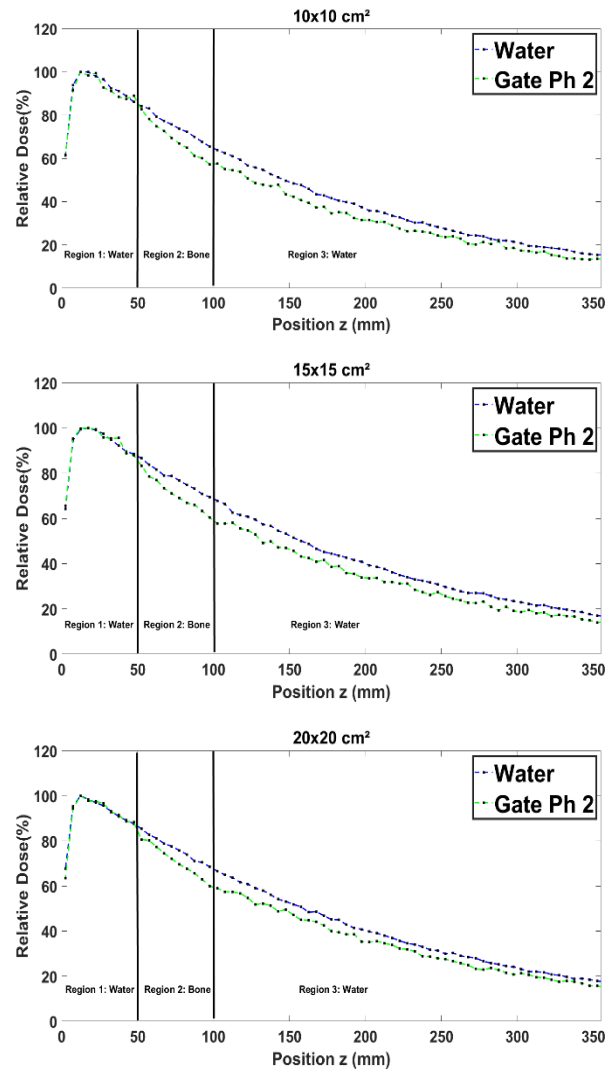 10x10 cm²
120
100
80
60
40
20
0
Relative Dose(%)
Water
Gate Ph 2
Region 1: Water
Region 2: Bone
Region 3: Water
0 50 100 150 200 250 300 350
Position z (mm)
15x15 cm²
120
100
80
60
40
20
0
Relative Dose(%)
Water
Gate Ph 2
Region 1: Water
Region 2: Bone
Region 3: Water
0 50 100 150 200 250 300 350
Position z (mm)
20x20 cm²
120
100
80
60
40
20
0
Relative Dose(%)
Water
Gate Ph 2
Region 1: Water
Region 2: Bone
Region 3: Water
0 50 100 150 200 250 300 350
Position z (mm)